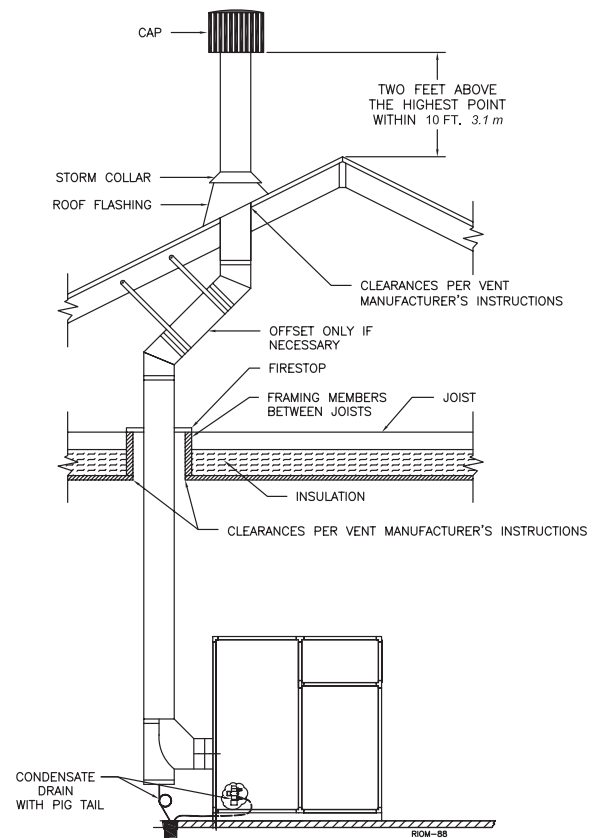 CAP
TWO FEET ABOVE
THE HIGHEST POINT
WITHIN 10 FT. 3.1 m
STORM COLLAR
ROOF FLASHING
CLEARANCES PER VENT
MANUFACTURER'S INSTRUCTIONS
OFFSET ONLY IF
NECESSARY
FIRESTOP
FRAMING MEMBERS
BETWEEN JOISTS
JOIST
INSULATION
CLEARANCES PER VENT MANUFACTURER'S INSTRUCTIONS
CONDENSATE
DRAIN
WITH PIG TAIL
RIOM-88